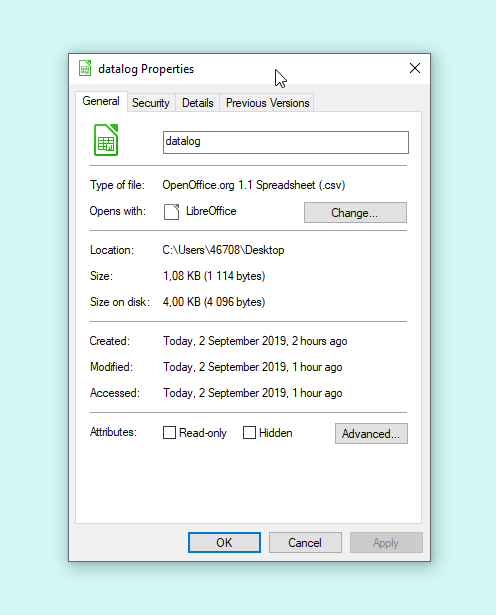 datalog Properties
General Security Details Previous Versions
datalog
Type of file: OpenOffice.org 1.1 Spreadsheet (.csv)
Opens with: LibreOffice Change...
Location: C:\Users\46708\Desktop
Size: 1,08 KB (1 114 bytes)
Size on disk: 4,00 KB (4 096 bytes)
Created: Today, 2 September 2019, 2 hours ago
Modified: Today, 2 September 2019, 1 hour ago
Accessed: Today, 2 September 2019, 1 hour ago
Attributes: Read-only Hidden Advanced...
OK Cancel Apply